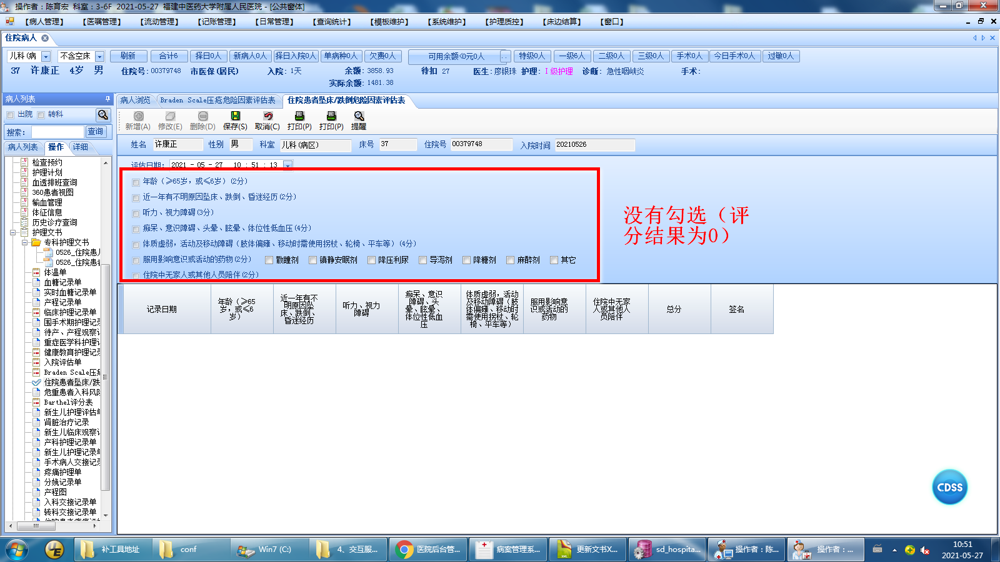 操作者：陈育宏 科室：3-6F 2021-05-27 福建中医药大学附属人民医院 - [公共窗体]
【病人管理】 【医嘱管理】 【流动管理】 【记账管理】 【日常管理】 【查询统计】 【模板维护】 【系统维护】 【护理质控】 【床边结算】 【窗口】
住院病人
儿科(病 不含空床 刷新 合计6 择日0人 新病人0人 择日入院0人 单病种0人 欠费0人 可用余额<0元0人 .. 特级0人 一级6人 二级0人 三级0人 手术0人 今日手术0人 过敏0人
37 许康正 4岁 男 住院号:00379748 市医保(居民) 入院: 1天 余额: 3858.93 待扣 27 医生:廖银珠 护理: I级护理 诊断: 急性咽峡炎 手术:
实际余额: 1481.38
病人列表
出院 转科
搜索: 查询
病人列表 操作 详细
检查预约
护理计划
血透排班查询
360患者视图
输血管理
体征信息
历史诊疗查询
护理文书
专科护理文书
0526_住院患
0526_住院患
体温单
血糖记录单
实时血糖记录单
产程记录单
临床护理记录单
围手术期护理记
待产、产程观察
重症医学科护理
健康教育护理记
入院评估单
Braden Scale压
住院患者坠床/跌
危重患者入科风
Barthel评分表
新生儿护理评估
肾脏治疗记录
新生儿临床观察
产科护理记录单
新生儿护理记录
手术病人交接记
疼痛护理单
分娩记录单
产程图
入科交接记录单
转科交接记录单
病人浏览 Braden Scale压疮危险因素评估表 住院患者坠床/跌倒危险因素评估表
新增(A) 修改(E) 删除(D) 保存(S) 取消(C) 打印(P) 打印(P) 提醒
姓名 许康正 性别 男 科室 儿科(病区) 床号 37 住院号 00379748 入院时间 20210526
评估日期: 2021 - 05 - 27 10 : 51 : 13
年龄（≥65岁，或≤6岁）(2分)
近一年有不明原因坠床、跌倒、昏迷经历(2分)
听力、视力障碍(3分)
痴呆、意识障碍、头晕、眩晕、体位性低血压(4分)
体质虚弱，活动及移动障碍（肢体偏瘫、移动时需使用拐杖、轮椅、平车等）(4分)
服用影响意识或活动的药物(2分) 散瞳剂 镇静安眠剂 降压利尿 导泻剂 降糖剂 麻醉剂 其它
住院中无家人或其他人员陪伴(2分)
没有勾选（评
分结果为0）
记录日期
年龄（≥65
岁，或≤6
岁）
近一年有不
明原因坠
床、跌倒、
昏迷经历
听力、视力
障碍
痴呆、意识
障碍、头
晕、眩晕、
体位性低血
压
体质虚弱，活动
及移动障碍（肢
体偏瘫、移动时
需使用拐杖、轮
椅、平车等）
服用影响意
识或活动的
药物
住院中无家
人或其他人
员陪伴
总分
签名
CDSS
补工具地址 conf Win7 (C:) 4、交互服... 医院后台管... 病案管理系... 更新文书X... sd_hospita... 操作者：陈... 操作者：...
10:51
2021-05-27